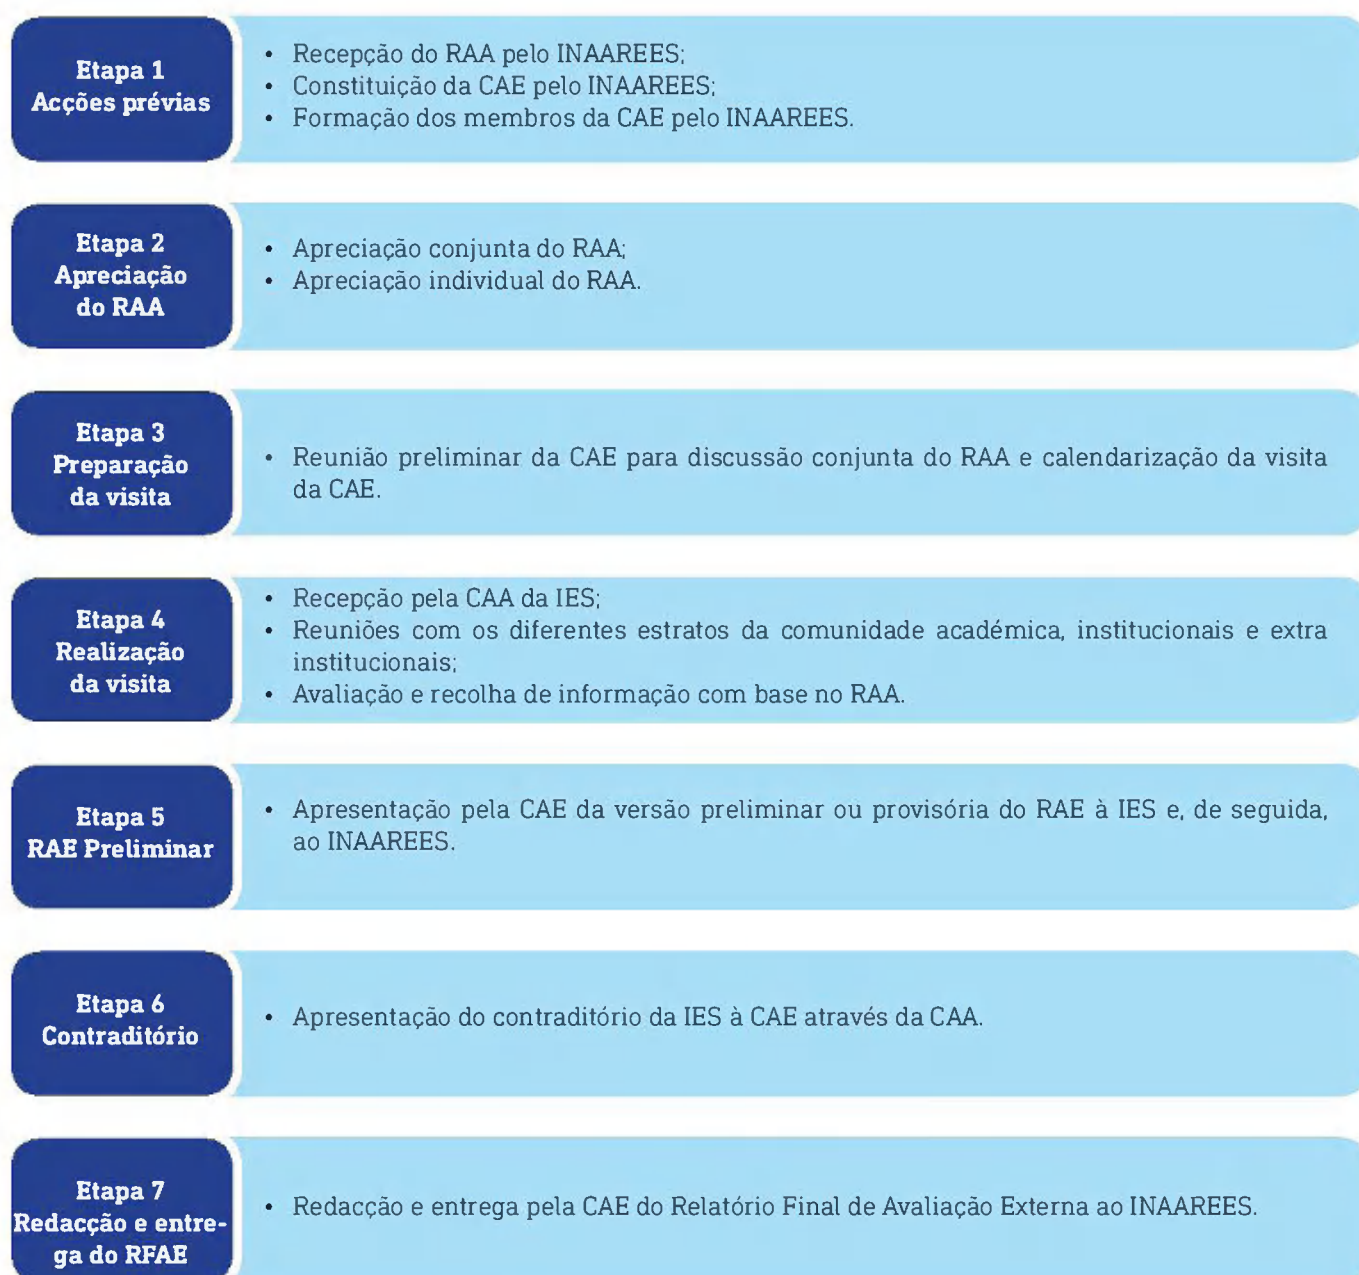 Etapa 1
Acções prévias
• Recepção do RAA pelo INAAREES;
• Constituição da CAE pelo INAAREES;
• Formação dos membros da CAE pelo INAAREES.
Etapa 2
Apreciação
do RAA
• Apreciação conjunta do RAA;
• Apreciação individual do RAA.
Etapa 3
Preparação
da visita
• Reunião preliminar da CAE para discussão conjunta do RAA e calendarização da visita
da CAE.
Etapa 4
Realização
da visita
• Recepção pela CAA da IES;
• Reuniões com os diferentes estratos da comunidade académica, institucionais e extra
institucionais;
• Avaliação e recolha de informação com base no RAA.
Etapa 5
RAE Preliminar
• Apresentação pela CAE da versão preliminar ou provisória do RAE à IES e, de seguida,
ao INAAREES.
Etapa 6
Contraditório
• Apresentação do contraditório da IES à CAE através da CAA.
Etapa 7
Redacção e entre-
ga do RFAE
• Redacção e entrega pela CAE do Relatório Final de Avaliação Externa ao INAAREES.